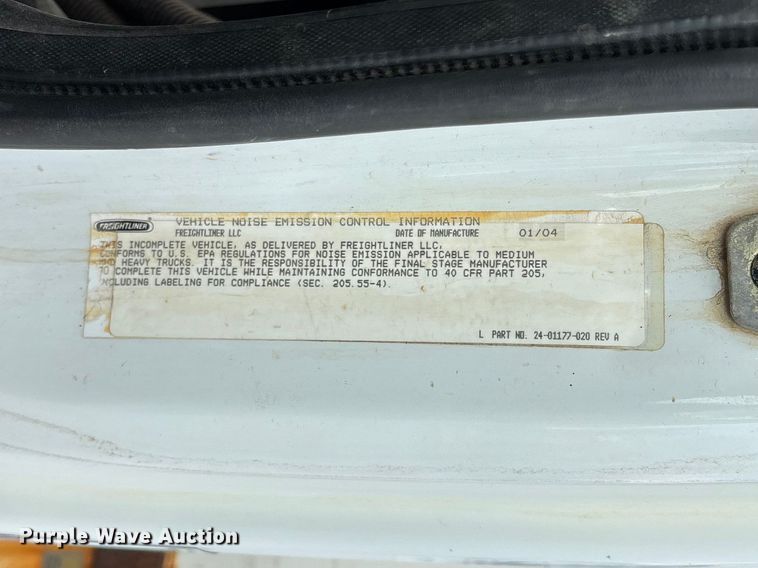 FREIGHTLINER
VEHICLE NOISE EMISSION CONTROL INFORMATION
FREIGHTLINER LLC DATE OF MANUFACTURE 01/04
THIS INCOMPLETE VEHICLE, AS DELIVERED BY FREIGHTLINER LLC,
CONFORMS TO U.S. EPA REGULATIONS FOR NOISE EMISSION APPLICABLE TO MEDIUM
AND HEAVY TRUCKS. IT IS THE RESPONSIBILITY OF THE FINAL STAGE MANUFACTURER
TO COMPLETE THIS VEHICLE WHILE MAINTAINING CONFORMANCE TO 40 CFR PART 205,
INCLUDING LABELING FOR COMPLIANCE (SEC. 205.55-4).
L PART NO. 24-01177-020 REV A
Purple Wave Auction